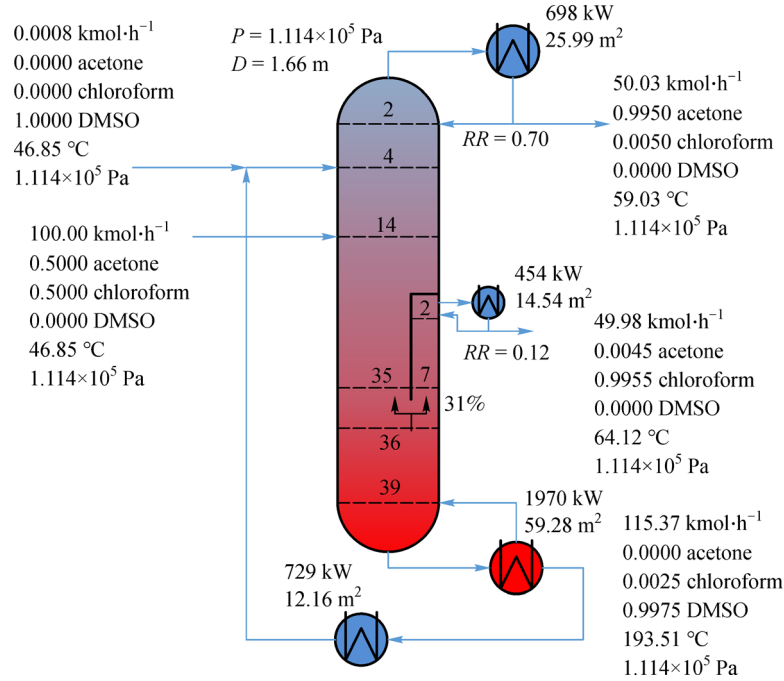 0.0008 kmol·h⁻¹
0.0000 acetone
0.0000 chloroform
1.0000 DMSO
46.85 ℃
1.114×10⁵ Pa
P = 1.114×10⁵ Pa
D = 1.66 m
698 kW
25.99 m²
RR = 0.70
50.03 kmol·h⁻¹
0.9950 acetone
0.0050 chloroform
0.0000 DMSO
59.03 ℃
1.114×10⁵ Pa
2
4
14
100.00 kmol·h⁻¹
0.5000 acetone
0.5000 chloroform
0.0000 DMSO
46.85 ℃
1.114×10⁵ Pa
2
454 kW
14.54 m²
RR = 0.12
49.98 kmol·h⁻¹
0.0045 acetone
0.9955 chloroform
0.0000 DMSO
64.12 ℃
1.114×10⁵ Pa
35
7
31%
36
39
1970 kW
59.28 m²
115.37 kmol·h⁻¹
0.0000 acetone
0.0025 chloroform
0.9975 DMSO
193.51 ℃
1.114×10⁵ Pa
729 kW
12.16 m²